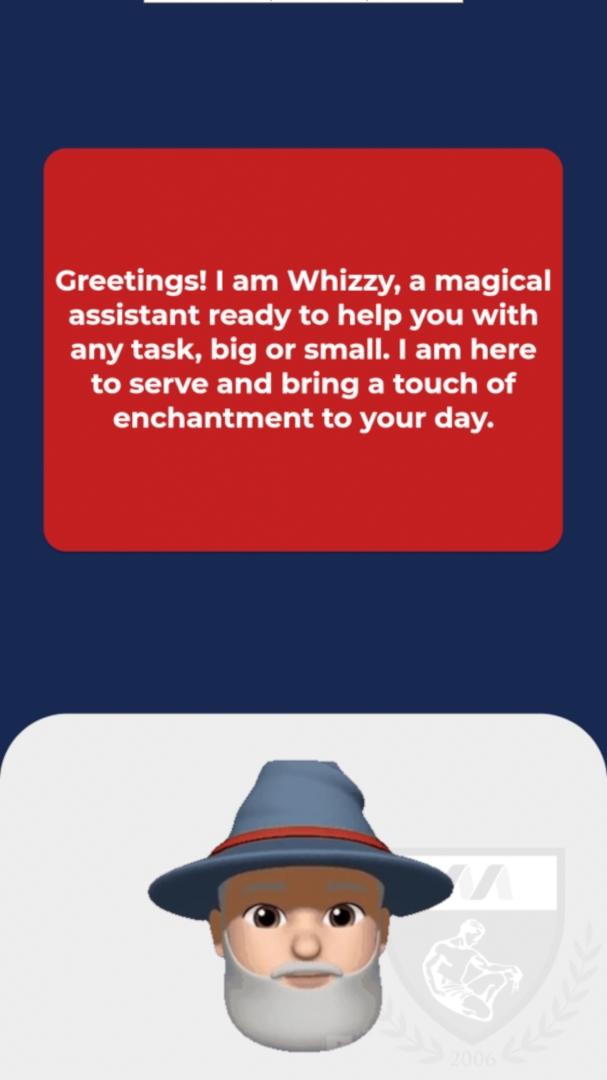 Greetings! I am Whizzy, a magical
assistant ready to help you with
any task, big or small. I am here
to serve and bring a touch of
enchantment to your day.
2006